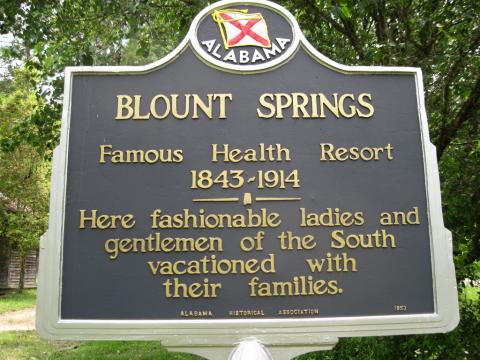 ALABAMA
BLOUNT SPRINGS
Famous Health Resort
1843-1914
Here fashionable ladies and
gentlemen of the South
vacationed with
their families.
ALABAMA HISTORICAL ASSOCIATION 1953